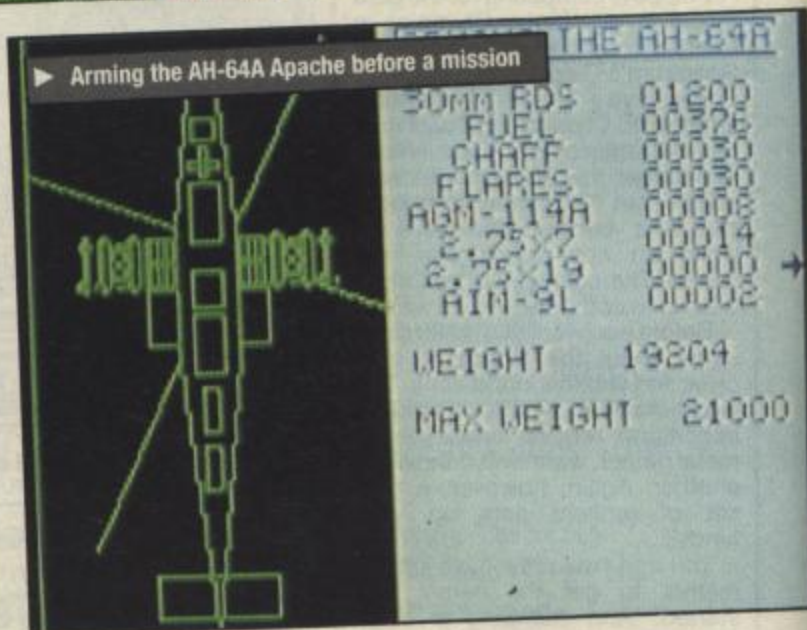 ► Arming the AH-64A Apache before a mission
THE AH-64A
30MM RDS 01200
FUEL 00376
CHAFF 00030
FLARES 00030
AGM-114A 00008
2.75X7 00014
2.75X19 00000 →
AIM-9L 00002
WEIGHT 19204
MAX WEIGHT 21000